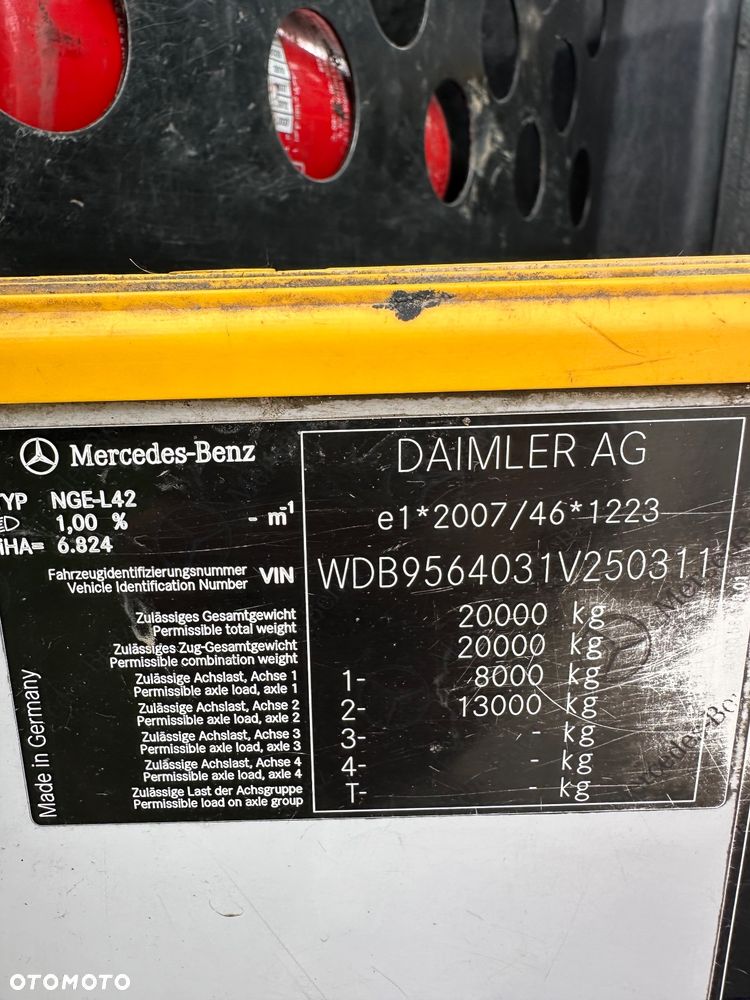 Mercedes-Benz
TYP NGE-L42
1,00 % - m⁻¹
iHA= 6.824
Fahrzeugidentifizierungsnummer
Vehicle Identification Number VIN
Zulässiges Gesamtgewicht
Permissible total weight
Zulässiges Zug-Gesamtgewicht
Permissible combination weight
Zulässige Achslast, Achse 1
Permissible axle load, axle 1
Zulässige Achslast, Achse 2
Permissible axle load, axle 2
Zulässige Achslast, Achse 3
Permissible axle load, axle 3
Zulässige Achslast, Achse 4
Permissible axle load, axle 4
Zulässige Last der Achsgruppe
Permissible load on axle group
Made in Germany
DAIMLER AG
e1*2007/46*1223
WDB9564031V250311
20000 kg
20000 kg
1- 8000 kg
2- 13000 kg
3- - kg
4- - kg
T- - kg
OTOMOTO